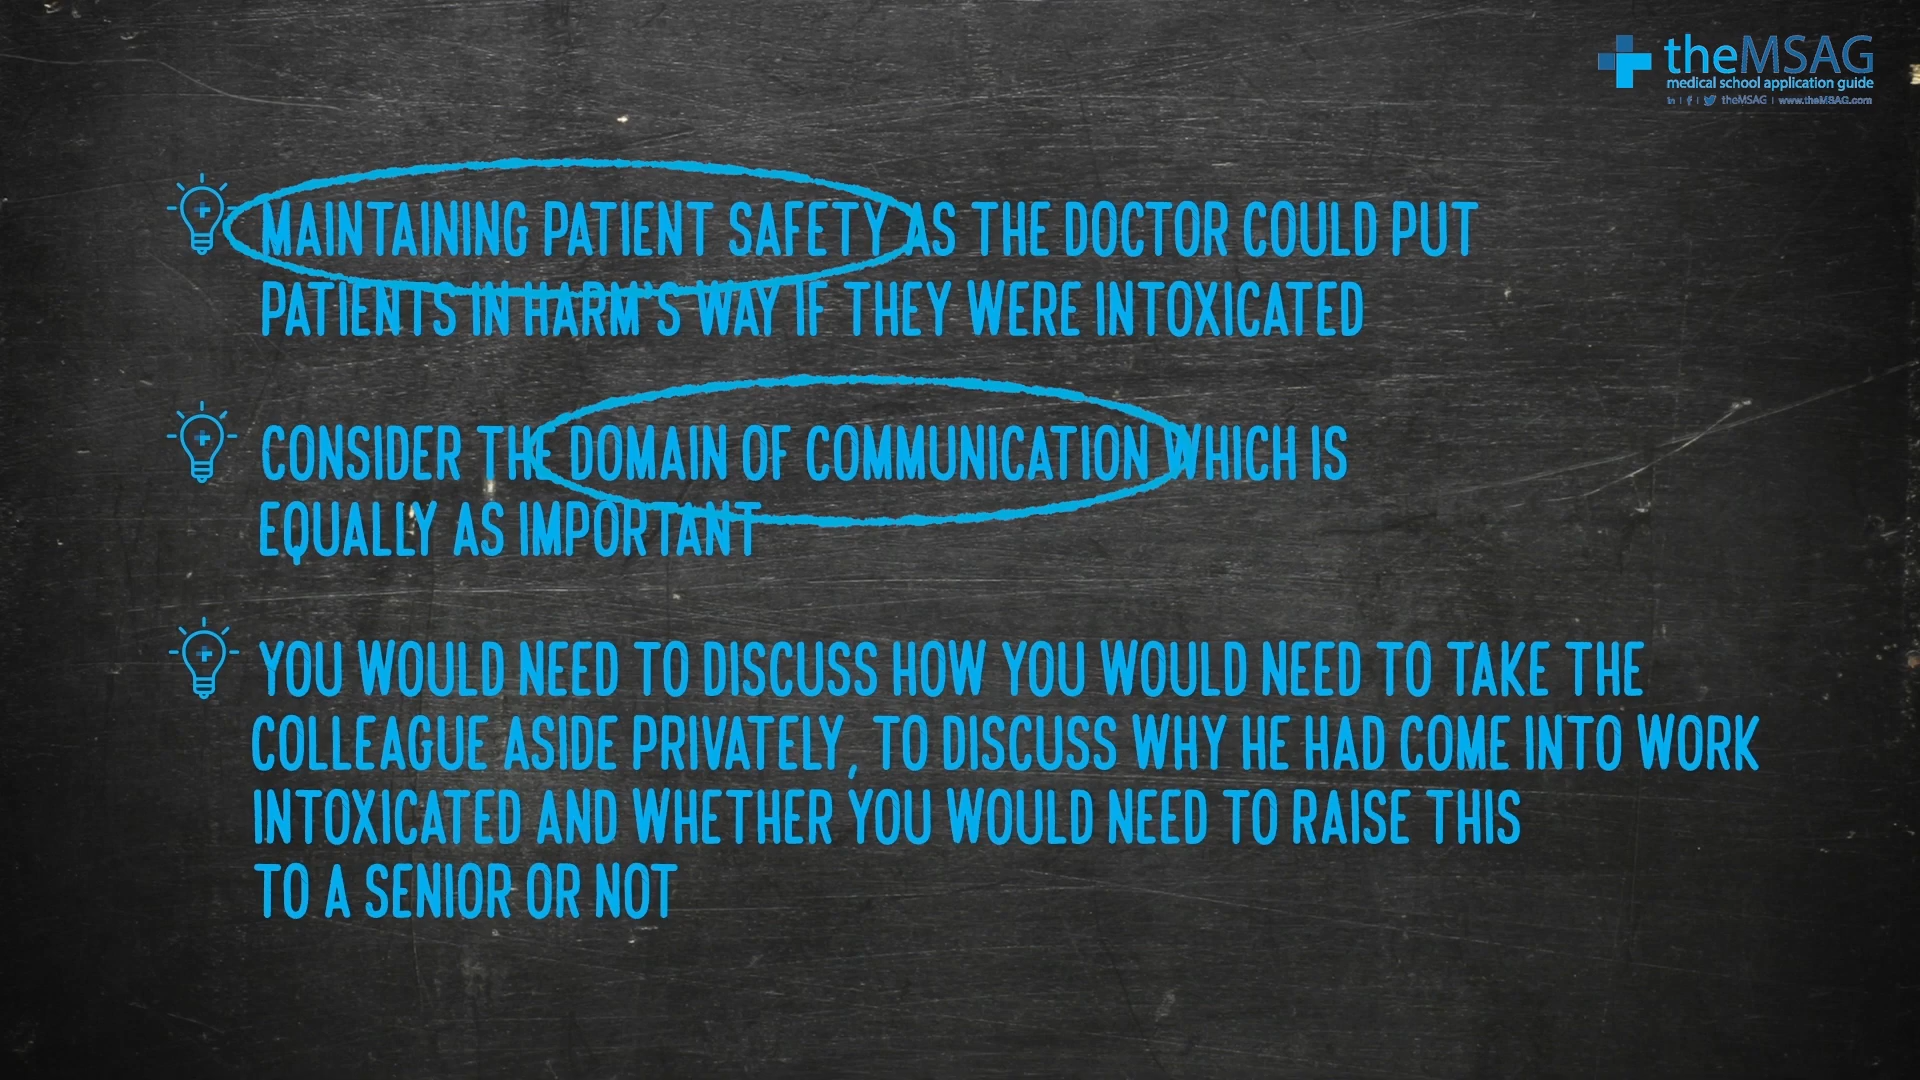 theMSAG
medical school application guide
in | f | theMSAG | www.theMSAG.com
MAINTAINING PATIENT SAFETY AS THE DOCTOR COULD PUT
PATIENTS IN HARM'S WAY IF THEY WERE INTOXICATED
CONSIDER THE DOMAIN OF COMMUNICATION WHICH IS
EQUALLY AS IMPORTANT
YOU WOULD NEED TO DISCUSS HOW YOU WOULD NEED TO TAKE THE
COLLEAGUE ASIDE PRIVATELY, TO DISCUSS WHY HE HAD COME INTO WORK
INTOXICATED AND WHETHER YOU WOULD NEED TO RAISE THIS
TO A SENIOR OR NOT